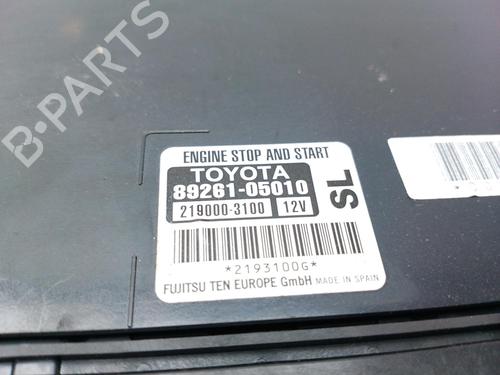 B-PARTS
ENGINE STOP AND START
TOYOTA
89261-05010
219000-3100 12V
SL
*2193100G*
FUJITSU TEN EUROPE GmbH MADE IN SPAIN